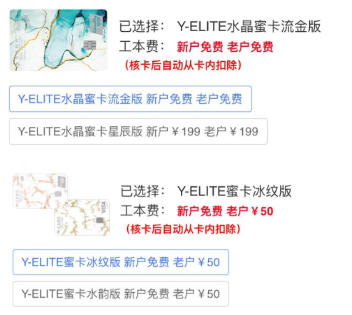 已选择： Y-ELITE水晶蜜卡流金版
工本费： 新户免费 老户免费
（核卡后自动从卡内扣除）
Y-ELITE水晶蜜卡流金版 新户免费 老户免费
Y-ELITE水晶蜜卡星辰版 新户￥199 老户￥199
已选择： Y-ELITE蜜卡冰纹版
工本费： 新户免费 老户￥50
（核卡后自动从卡内扣除）
Y-ELITE蜜卡冰纹版 新户免费 老户￥50
Y-ELITE蜜卡水韵版 新户免费 老户￥50